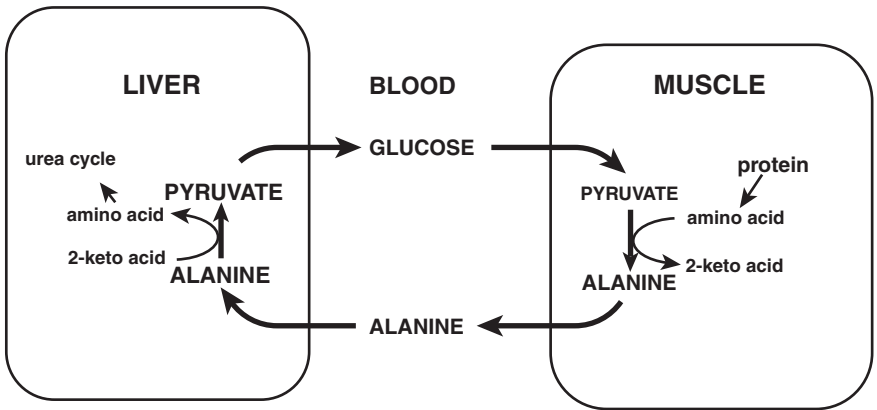 LIVER
BLOOD
MUSCLE
GLUCOSE
urea cycle
protein
PYRUVATE
PYRUVATE
amino acid
amino acid
2-keto acid
2-keto acid
ALANINE
ALANINE
ALANINE